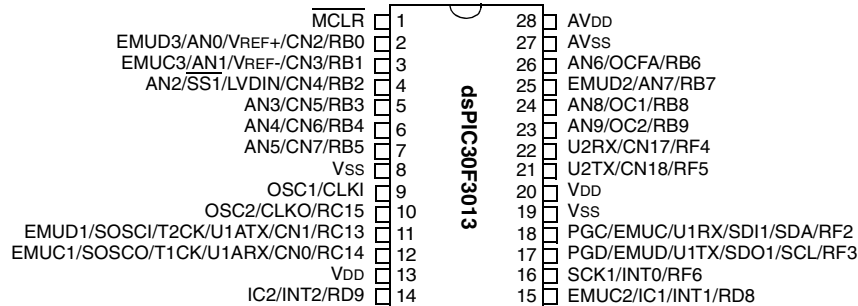 MCLR 1 28 AVDD
EMUD3/AN0/VREF+/CN2/RB0 2 27 AVSS
EMUC3/AN1/VREF-/CN3/RB1 3 26 AN6/OCFA/RB6
AN2/SS1/LVDIN/CN4/RB2 4 25 EMUD2/AN7/RB7
AN3/CN5/RB3 5 24 AN8/OC1/RB8
AN4/CN6/RB4 6 23 AN9/OC2/RB9
AN5/CN7/RB5 7 22 U2RX/CN17/RF4
VSS 8 21 U2TX/CN18/RF5
OSC1/CLKI 9 20 VDD
OSC2/CLKO/RC15 10 19 VSS
EMUD1/SOSCI/T2CK/U1ATX/CN1/RC13 11 18 PGC/EMUC/U1RX/SDI1/SDA/RF2
EMUC1/SOSCO/T1CK/U1ARX/CN0/RC14 12 17 PGD/EMUD/U1TX/SDO1/SCL/RF3
VDD 13 16 SCK1/INT0/RF6
IC2/INT2/RD9 14 15 EMUC2/IC1/INT1/RD8
dsPIC30F3013